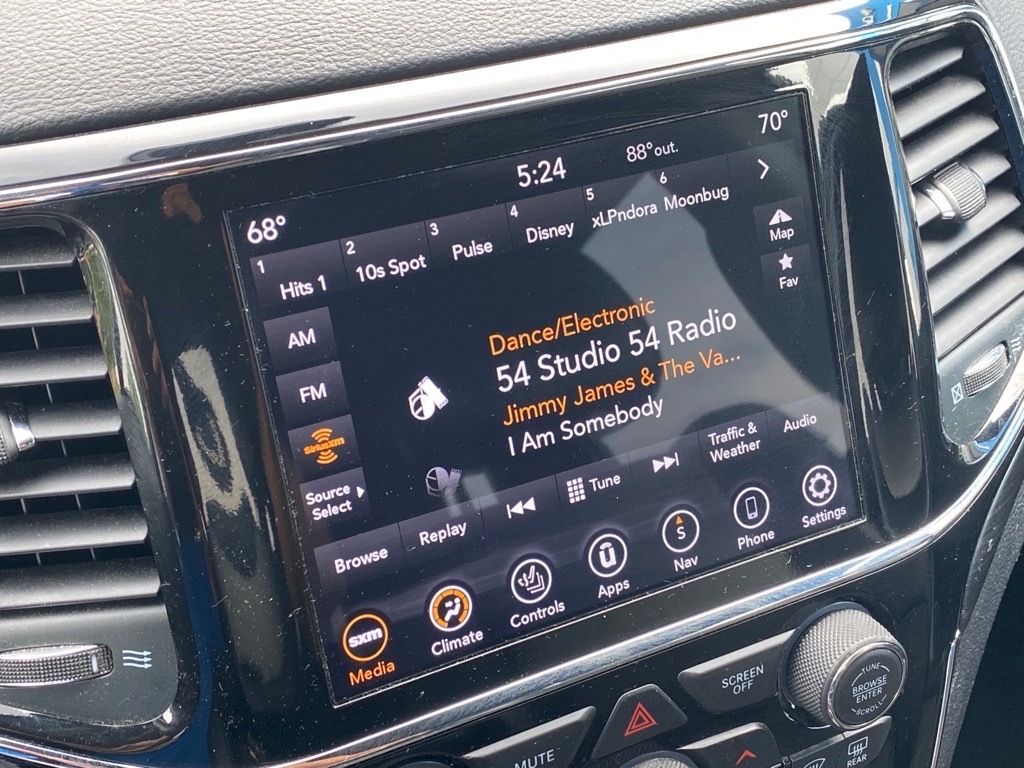 68° 5:24 88° out. 70°
1 Hits 1
2 10s Spot
3 Pulse
4 Disney
5 xLPndora
6 Moonbug
Map
Fav
AM
FM
SiriusXM
Source
Select
Dance/Electronic
54 Studio 54 Radio
Jimmy James & The Va...
I Am Somebody
Browse
Replay
Tune
Traffic &
Weather
Audio
sxm
Media
Climate
Controls
Apps
S
Nav
Phone
Settings
MUTE
SCREEN
OFF
TUNE
BROWSE
ENTER
SCROLL
REAR